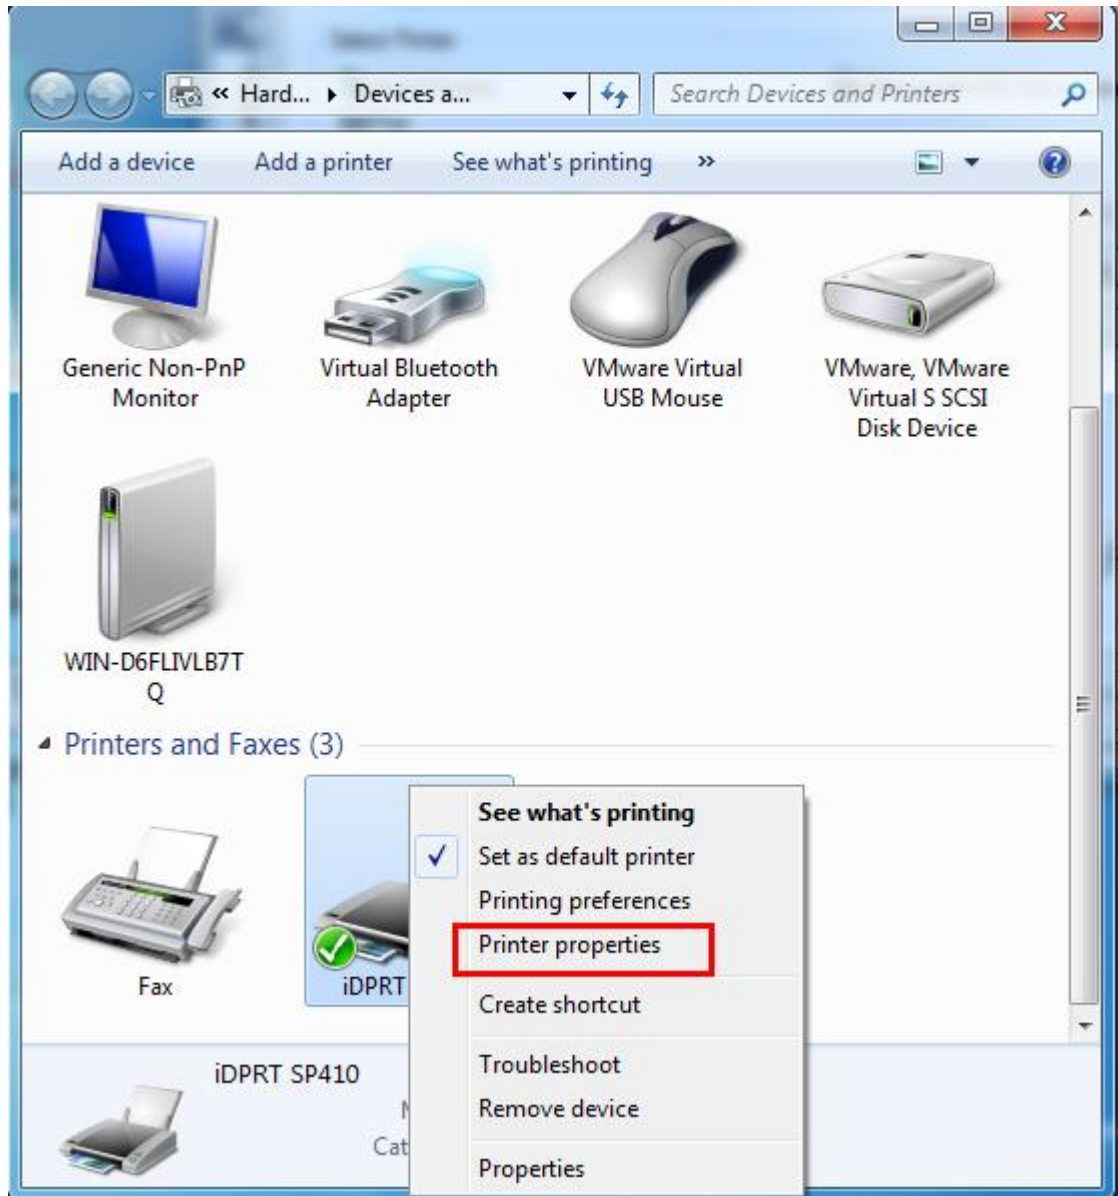 Select Printer
« Hard... ▸ Devices a...
Search Devices and Printers
Add a device Add a printer See what's printing »
Generic Non-PnP
Monitor
Virtual Bluetooth
Adapter
VMware Virtual
USB Mouse
VMware, VMware
Virtual S SCSI
Disk Device
WIN-D6FLIVLB7T
Q
Printers and Faxes (3)
Fax
iDPRT
See what's printing
Set as default printer
Printing preferences
Printer properties
Create shortcut
Troubleshoot
Remove device
Properties
iDPRT SP410
Cat